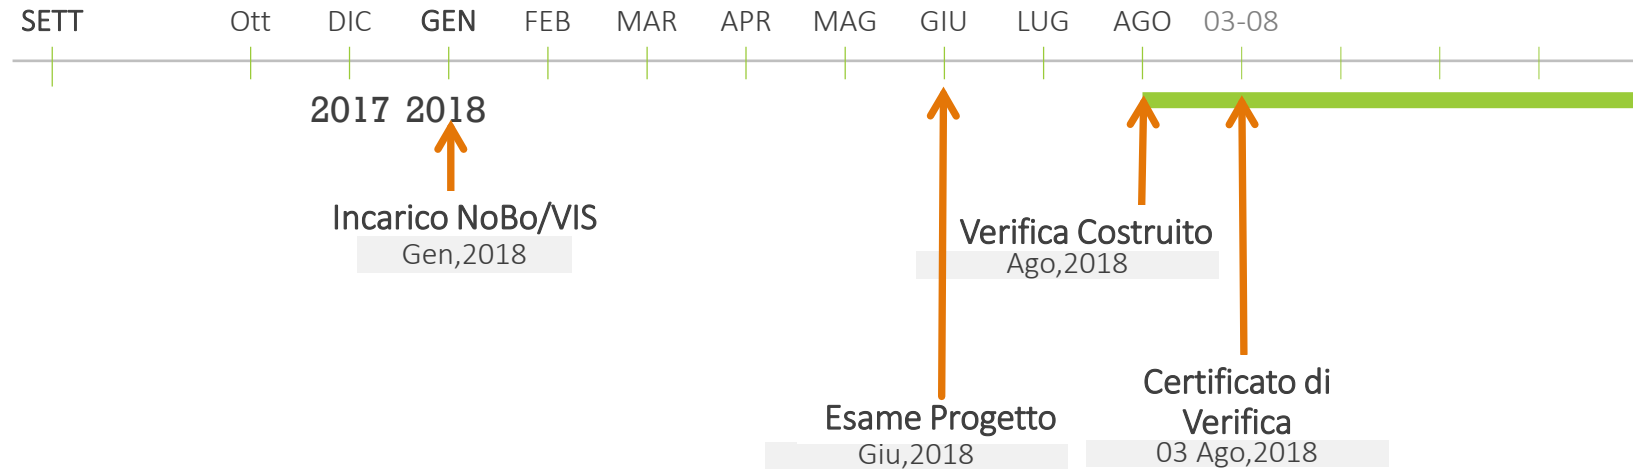 SETT Ott DIC GEN FEB MAR APR MAG GIU LUG AGO 03-08
2017 2018
Incarico NoBo/VIS
Gen,2018
Verifica Costruito
Ago,2018
Esame Progetto
Giu,2018
Certificato di
Verifica
03 Ago,2018